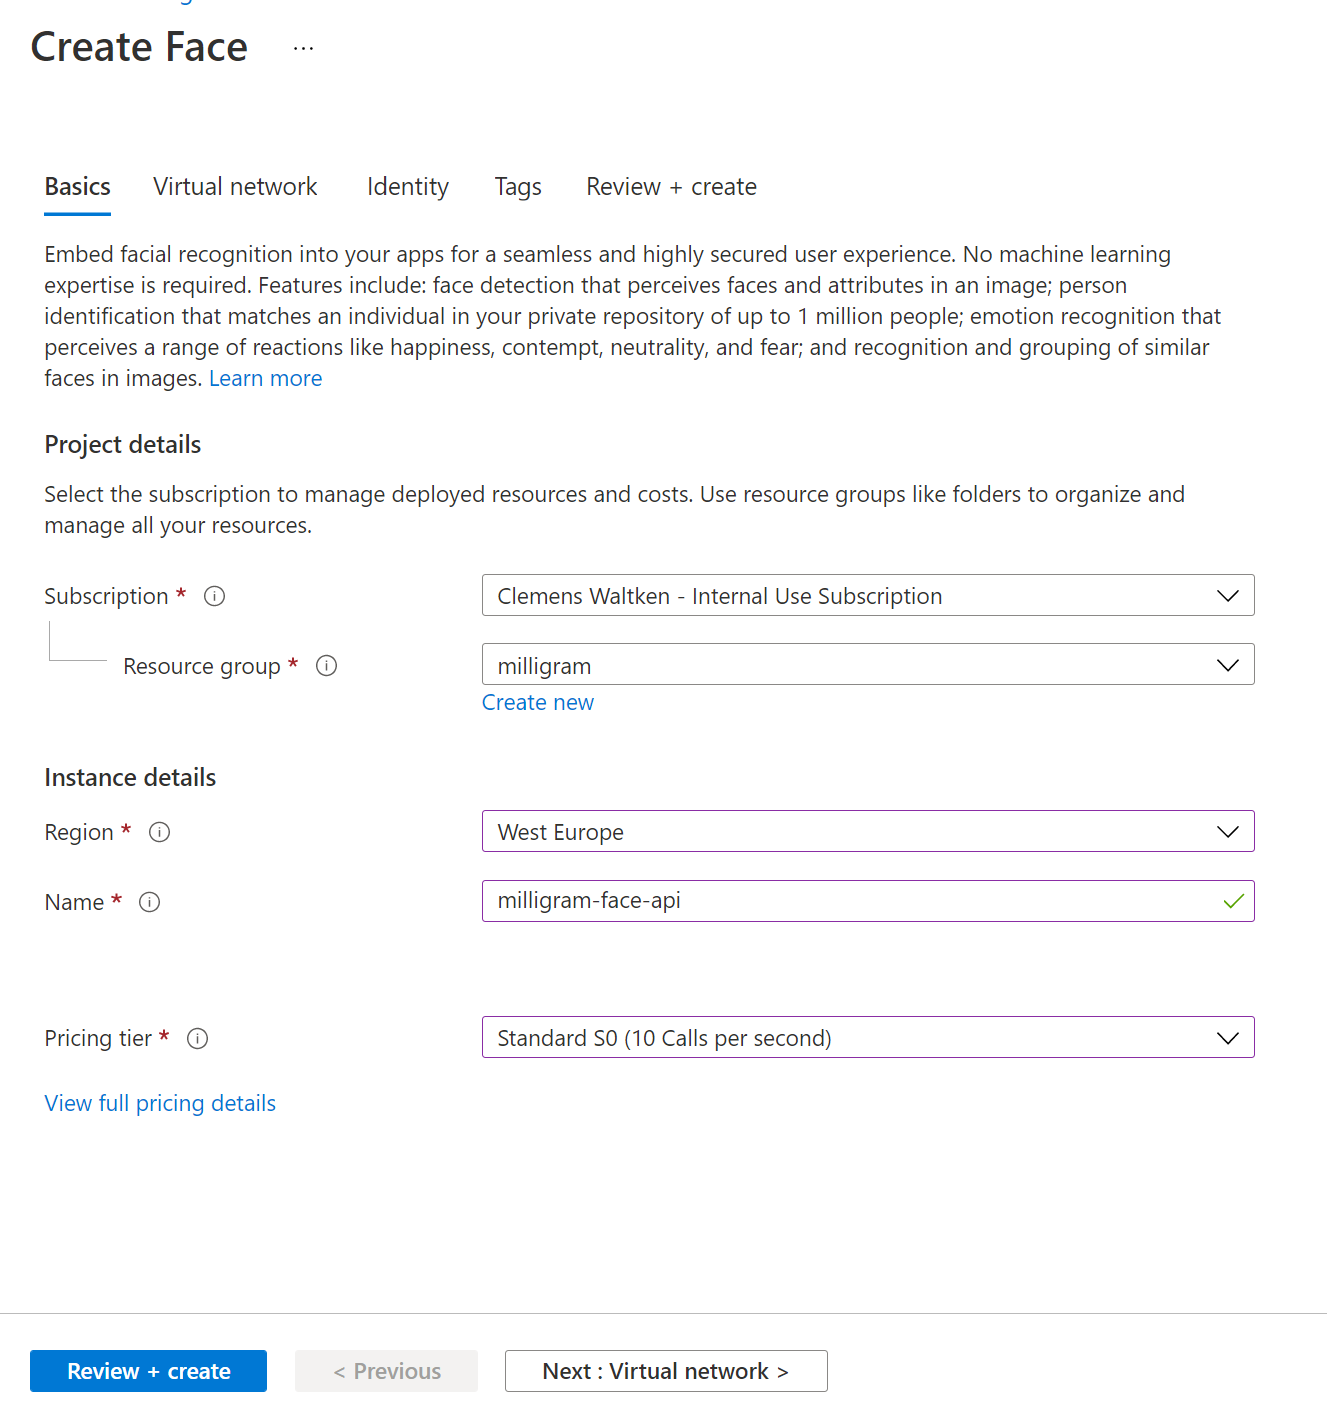 Create Face ...
Basics Virtual network Identity Tags Review + create
Embed facial recognition into your apps for a seamless and highly secured user experience. No machine learning
expertise is required. Features include: face detection that perceives faces and attributes in an image; person
identification that matches an individual in your private repository of up to 1 million people; emotion recognition that
perceives a range of reactions like happiness, contempt, neutrality, and fear; and recognition and grouping of similar
faces in images. Learn more
Project details
Select the subscription to manage deployed resources and costs. Use resource groups like folders to organize and
manage all your resources.
Subscription * Clemens Waltken - Internal Use Subscription
Resource group * milligram
Create new
Instance details
Region * West Europe
Name * milligram-face-api
Pricing tier * Standard S0 (10 Calls per second)
View full pricing details
Review + create < Previous Next : Virtual network >